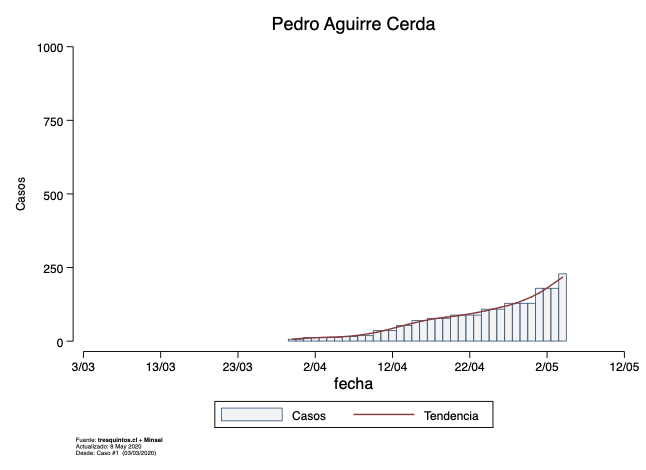 Pedro Aguirre Cerda
1000
750
500
250
0
Casos
3/03 13/03 23/03 2/04 12/04 22/04 2/05 12/05
fecha
Casos Tendencia
Fuente: tresquintos.cl + Minsal
Actualizado: 8 May 2020
Desde: Caso #1 (03/03/2020)